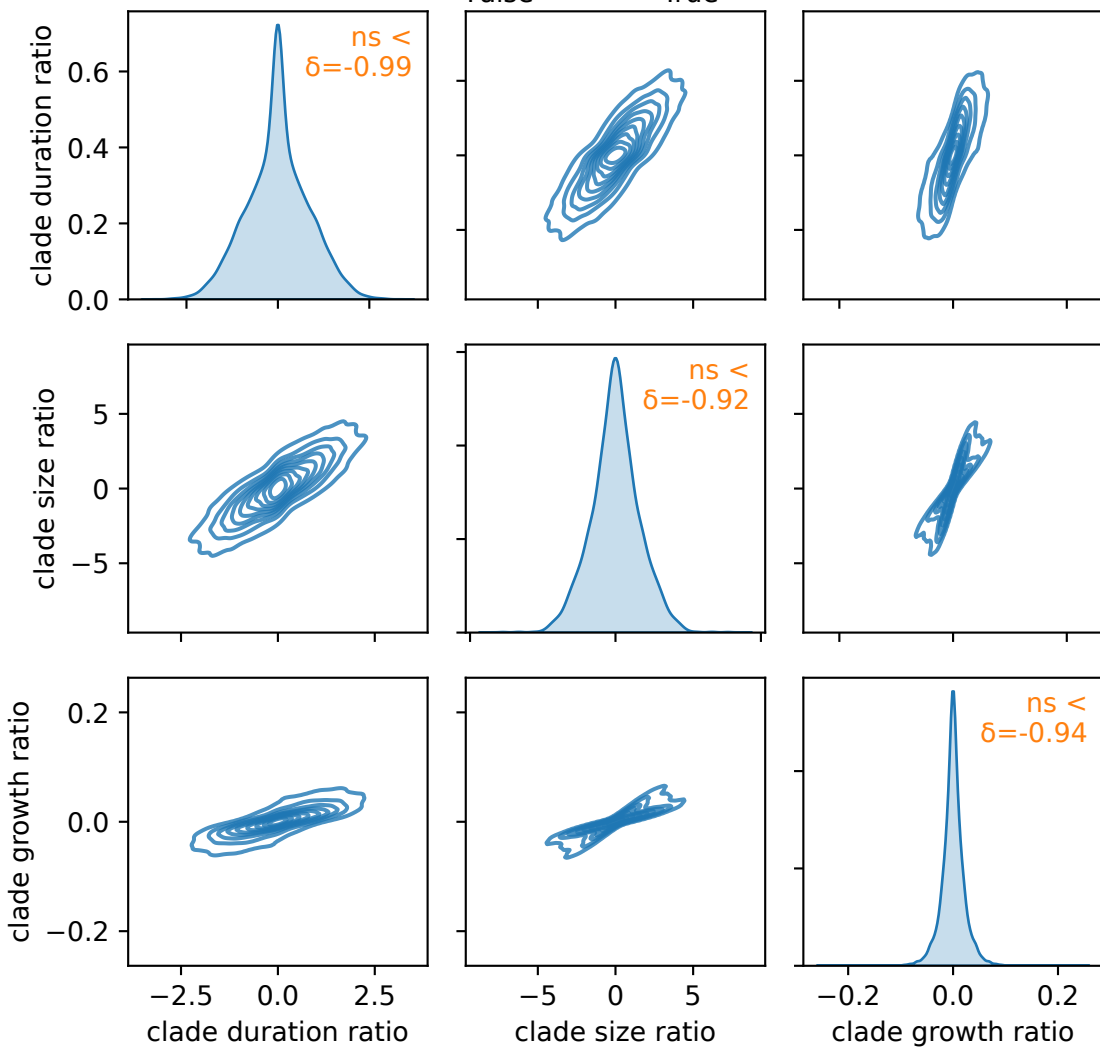 clade duration ratio
0.6
0.4
0.2
0.0
ns <
δ=-0.99
clade size ratio
5
0
−5
ns <
δ=-0.92
clade growth ratio
0.2
0.0
−0.2
ns <
δ=-0.94
−2.5 0.0 2.5
−5 0 5
−0.2 0.0 0.2
clade duration ratio
clade size ratio
clade growth ratio